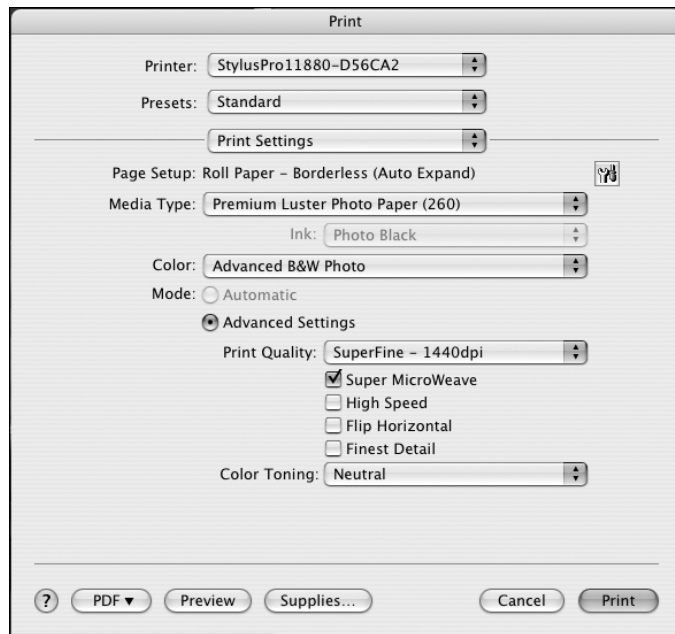 Print
Printer: StylusPro11880-D56CA2
Presets: Standard
Print Settings
Page Setup: Roll Paper – Borderless (Auto Expand)
Media Type: Premium Luster Photo Paper (260)
Ink: Photo Black
Color: Advanced B&W Photo
Mode: Automatic
Advanced Settings
Print Quality: SuperFine – 1440dpi
Super MicroWeave
High Speed
Flip Horizontal
Finest Detail
Color Toning: Neutral
? PDF ▼ Preview Supplies... Cancel Print